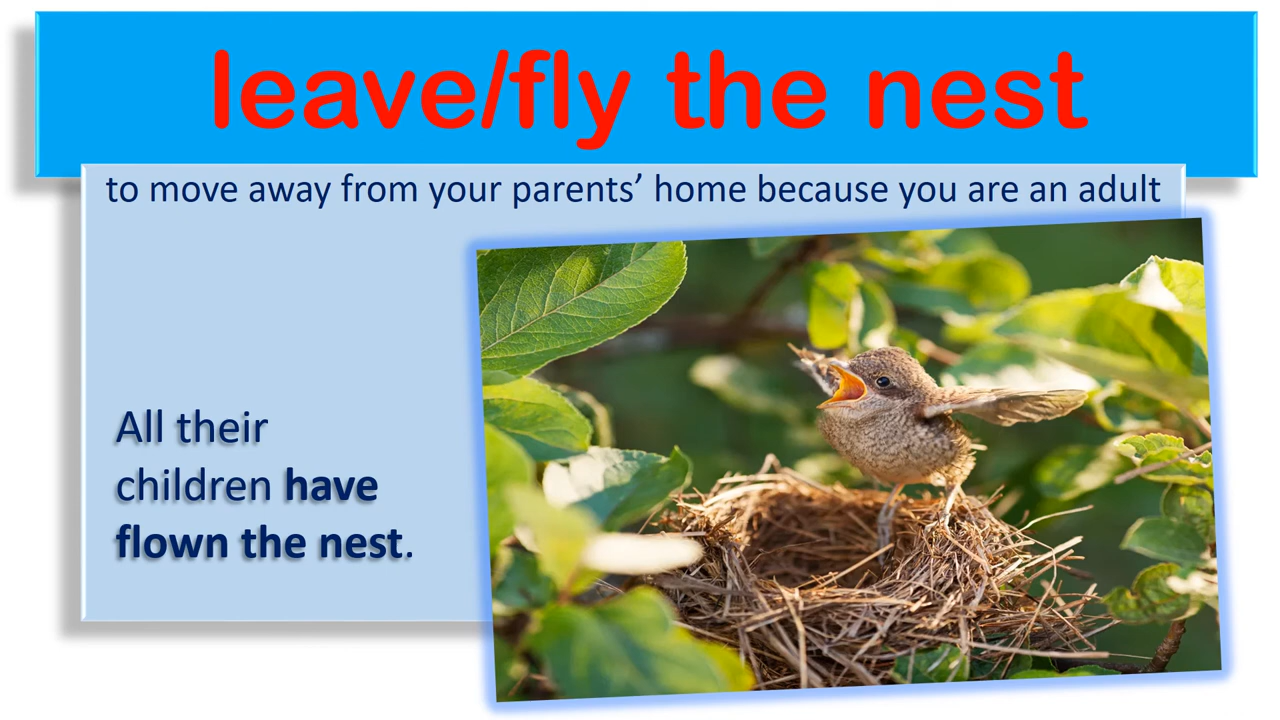 leave/fly the nest
to move away from your parents’ home because you are an adult
All their
children have
flown the nest.